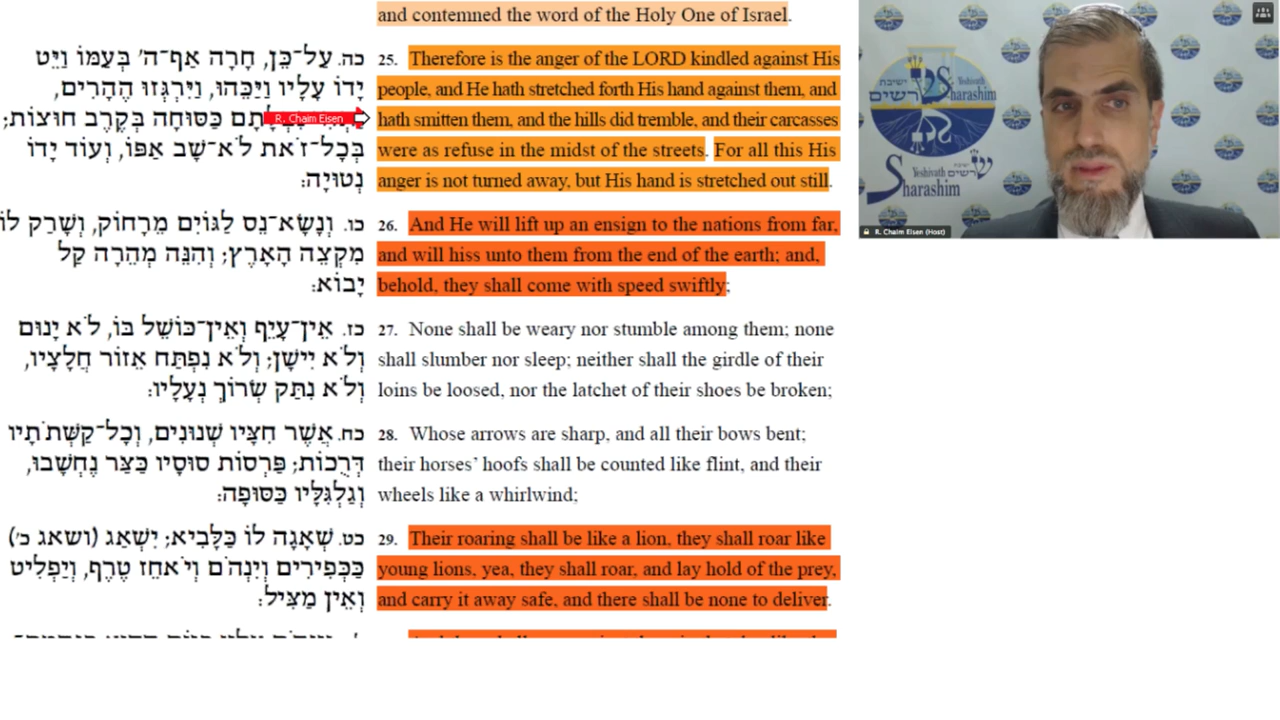 and contemned the word of the Holy One of Israel.
כה. עַל־כֵּן, חָרָה אַף־ה' בְּעַמּוֹ וַיֵּט
יָדוֹ עָלָיו וַיַּכֵּהוּ, וַיִּרְגְּזוּ הֶהָרִים,
כַּסּוּחָה בְּקֶרֶב חוּצוֹת;
בְּכָל־זֹאת לֹא־שָׁב אַפּוֹ, וְעוֹד יָדוֹ
נְטוּיָה:
25. Therefore is the anger of the LORD kindled against His
people, and He hath stretched forth His hand against them, and
hath smitten them, and the hills did tremble, and their carcasses
were as refuse in the midst of the streets. For all this His
anger is not turned away, but His hand is stretched out still.
R. Chaim Eisen
כו. וְנָשָׂא־נֵס לַגּוֹיִם מֵרָחוֹק, וְשָׁרַק לוֹ
מִקְצֵה הָאָרֶץ; וְהִנֵּה מְהֵרָה קַל
יָבוֹא:
26. And He will lift up an ensign to the nations from far,
and will hiss unto them from the end of the earth; and,
behold, they shall come with speed swiftly;
כז. אֵין־עָיֵף וְאֵין־כּוֹשֵׁל בּוֹ, לֹא יָנוּם
וְלֹא יִישָׁן; וְלֹא נִפְתַּח אֵזוֹר חֲלָצָיו,
וְלֹא נִתַּק שְׂרוֹךְ נְעָלָיו:
27. None shall be weary nor stumble among them; none
shall slumber nor sleep; neither shall the girdle of their
loins be loosed, nor the latchet of their shoes be broken;
כח. אֲשֶׁר חִצָּיו שְׁנוּנִים, וְכָל־קַשְּׁתֹתָיו
דְּרֻכוֹת; פַּרְסוֹת סוּסָיו כַּצַּר נֶחְשָׁבוּ,
וְגַלְגִּלָּיו כַּסּוּפָה:
28. Whose arrows are sharp, and all their bows bent;
their horses' hoofs shall be counted like flint, and their
wheels like a whirlwind;
כט. שְׁאָגָה לוֹ כַּלָּבִיא; יִשְׁאַג (ושאג כ')
כַּכְּפִירִים וְיִנְהֹם וְיֹאחֵז טֶרֶף, וְיַפְלִיט
וְאֵין מַצִּיל:
29. Their roaring shall be like a lion, they shall roar like
young lions, yea, they shall roar, and lay hold of the prey,
and carry it away safe, and there shall be none to deliver.
ישיבת שרשים
Yeshivath Sharashim
ישיבת שרשים
Yeshivath
Sharashim
R. Chaim Eisen (Host)